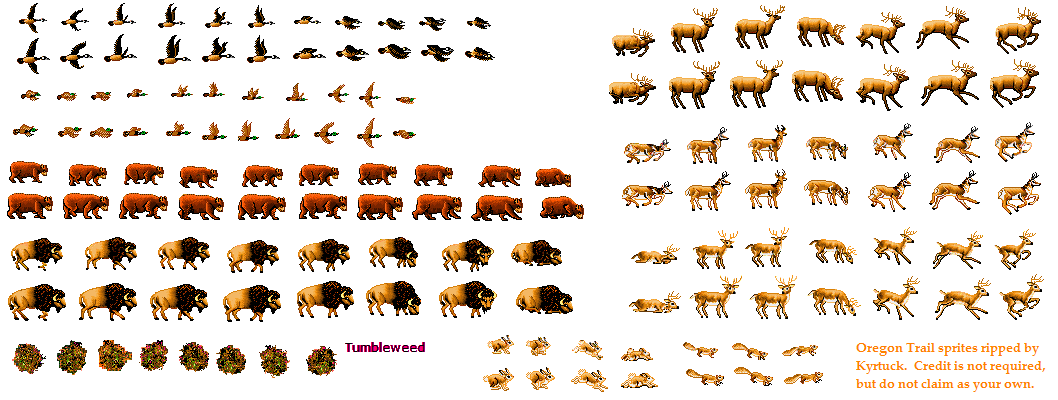 Tumbleweed
Oregon Trail sprites ripped by
Kyrtuck. Credit is not required,
but do not claim as your own.